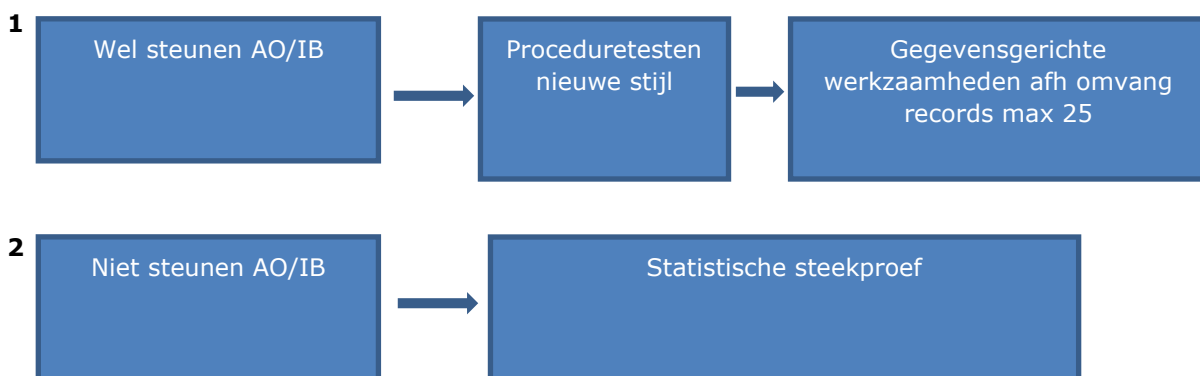 1
Wel steunen AO/IB
Proceduretesten
nieuwe stijl
Gegevensgerichte
werkzaamheden afh omvang
records max 25
2
Niet steunen AO/IB
Statistische steekproef